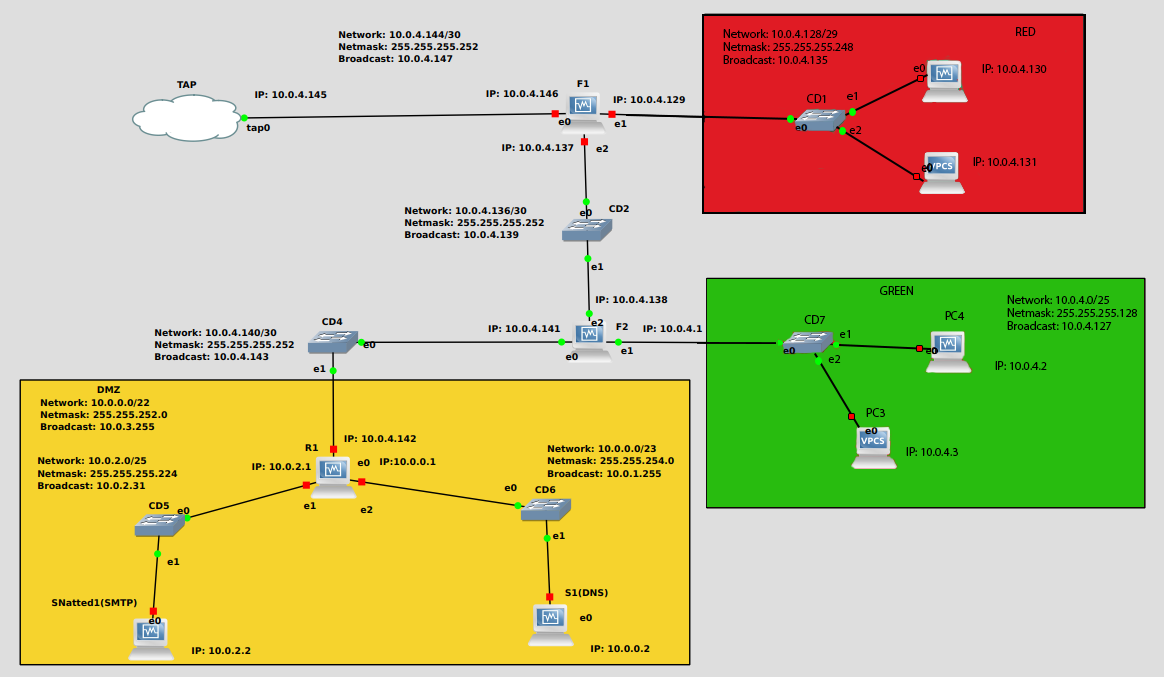 Network: 10.0.4.144/30
Netmask: 255.255.255.252
Broadcast: 10.0.4.147
TAP
IP: 10.0.4.145
tap0
IP: 10.0.4.146
F1
IP: 10.0.4.129
e0
e1
IP: 10.0.4.137
e2
Network: 10.0.4.128/29
Netmask: 255.255.255.248
Broadcast: 10.0.4.135
RED
CD1
e0
e1
e2
e0
IP: 10.0.4.130
e0
VPCS
IP: 10.0.4.131
Network: 10.0.4.136/30
Netmask: 255.255.255.252
Broadcast: 10.0.4.139
e0
CD2
e1
IP: 10.0.4.138
e2
F2
IP: 10.0.4.141
IP: 10.0.4.1
e0
e1
GREEN
Network: 10.0.4.0/25
Netmask: 255.255.255.128
Broadcast: 10.0.4.127
CD7
e0
e1
e2
PC4
e0
IP: 10.0.4.2
PC3
e0
VPCS
IP: 10.0.4.3
Network: 10.0.4.140/30
Netmask: 255.255.255.252
Broadcast: 10.0.4.143
CD4
e0
e1
DMZ
Network: 10.0.0.0/22
Netmask: 255.255.252.0
Broadcast: 10.0.3.255
IP: 10.0.4.142
R1
IP: 10.0.2.1
e0
IP:10.0.0.1
e1
e2
Network: 10.0.2.0/25
Netmask: 255.255.255.224
Broadcast: 10.0.2.31
CD5
e0
e1
Network: 10.0.0.0/23
Netmask: 255.255.254.0
Broadcast: 10.0.1.255
e0
CD6
e1
SNatted1(SMTP)
e0
IP: 10.0.2.2
S1(DNS)
e0
IP: 10.0.0.2